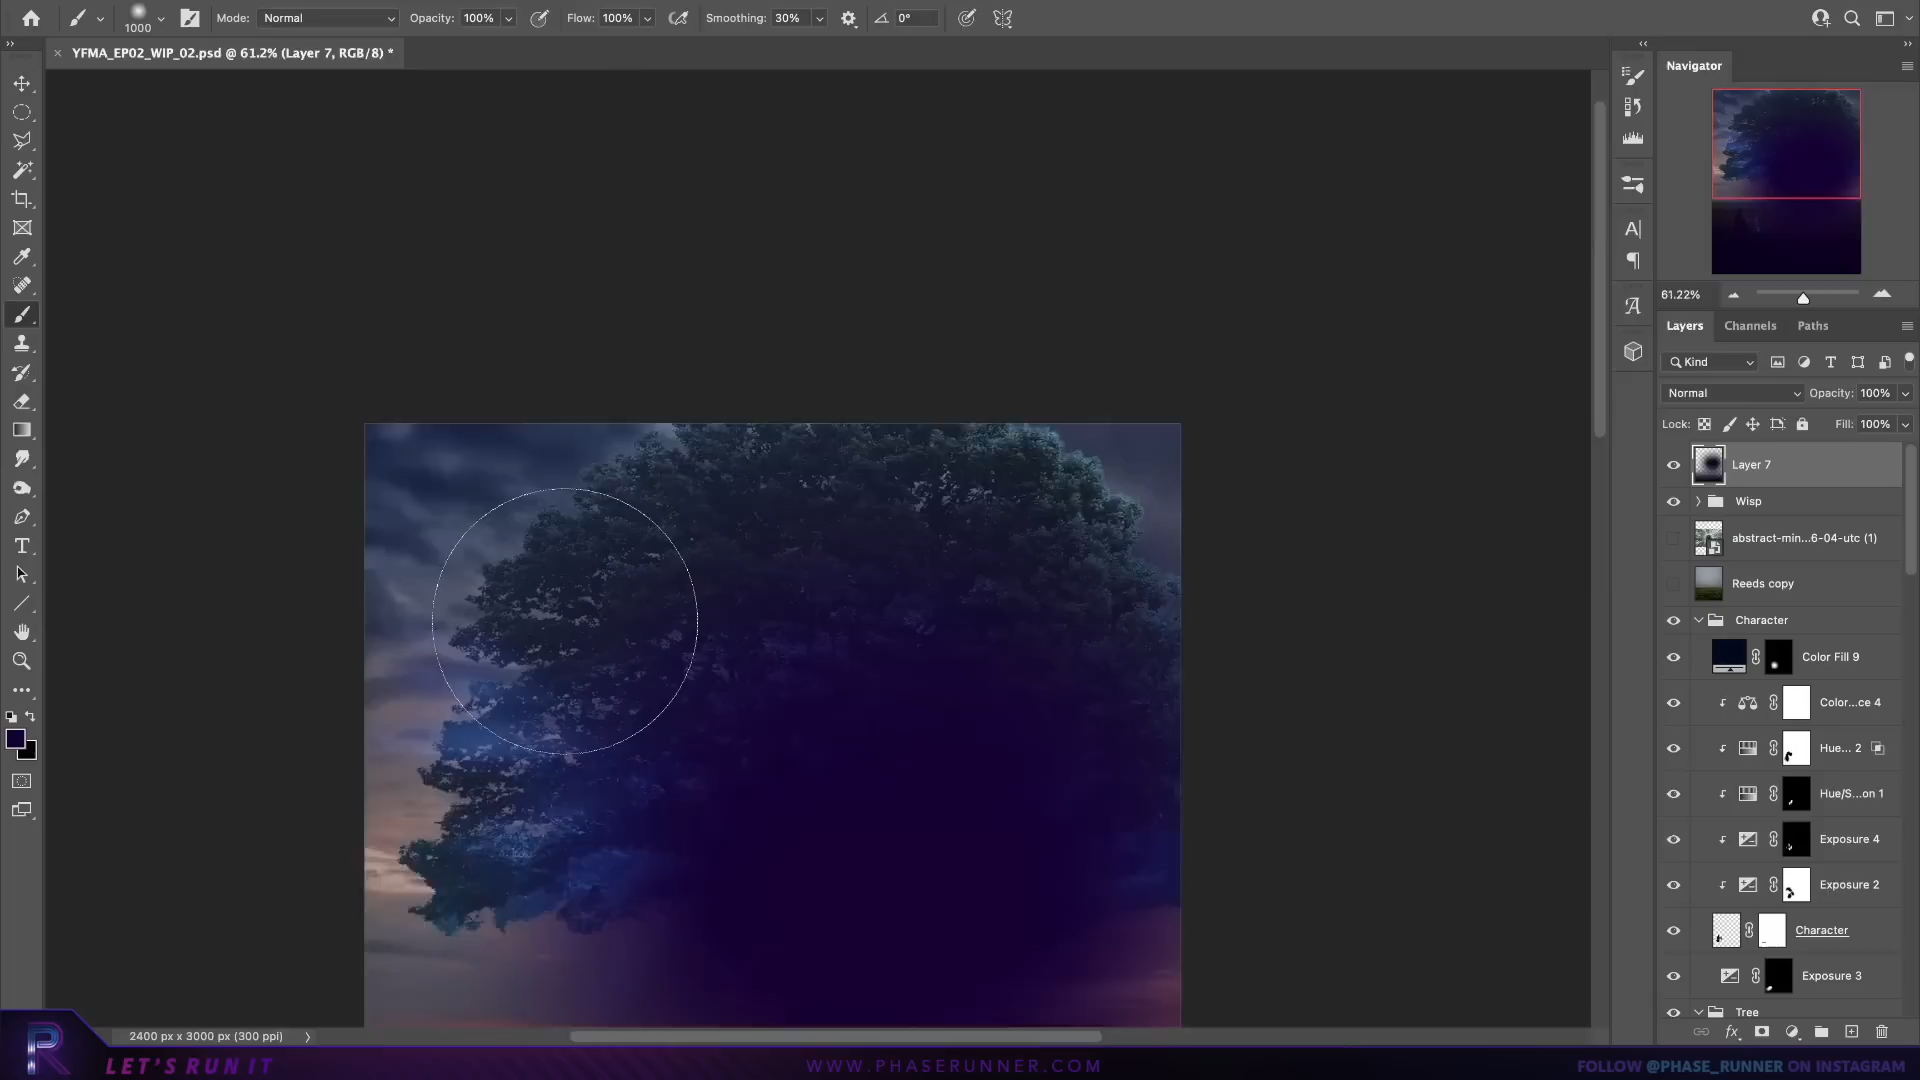 1000
Mode: Normal
Opacity: 100%
Flow: 100%
Smoothing: 30%
0°
YFMA_EP02_WIP_02.psd @ 61.2% (Layer 7, RGB/8) *
Navigator
61.22%
Layers Channels Paths
Kind
Normal Opacity: 100%
Lock: Fill: 100%
Layer 7
Wisp
abstract-min...6-04-utc (1)
Reeds copy
Character
Color Fill 9
Color...ce 4
Hue... 2
Hue/S...on 1
Exposure 4
Exposure 2
Character
Exposure 3
Tree
2400 px x 3000 px (300 ppi)
LET'S RUN IT
WWW.PHASERUNNER.COM
FOLLOW @PHASE_RUNNER ON INSTAGRAM